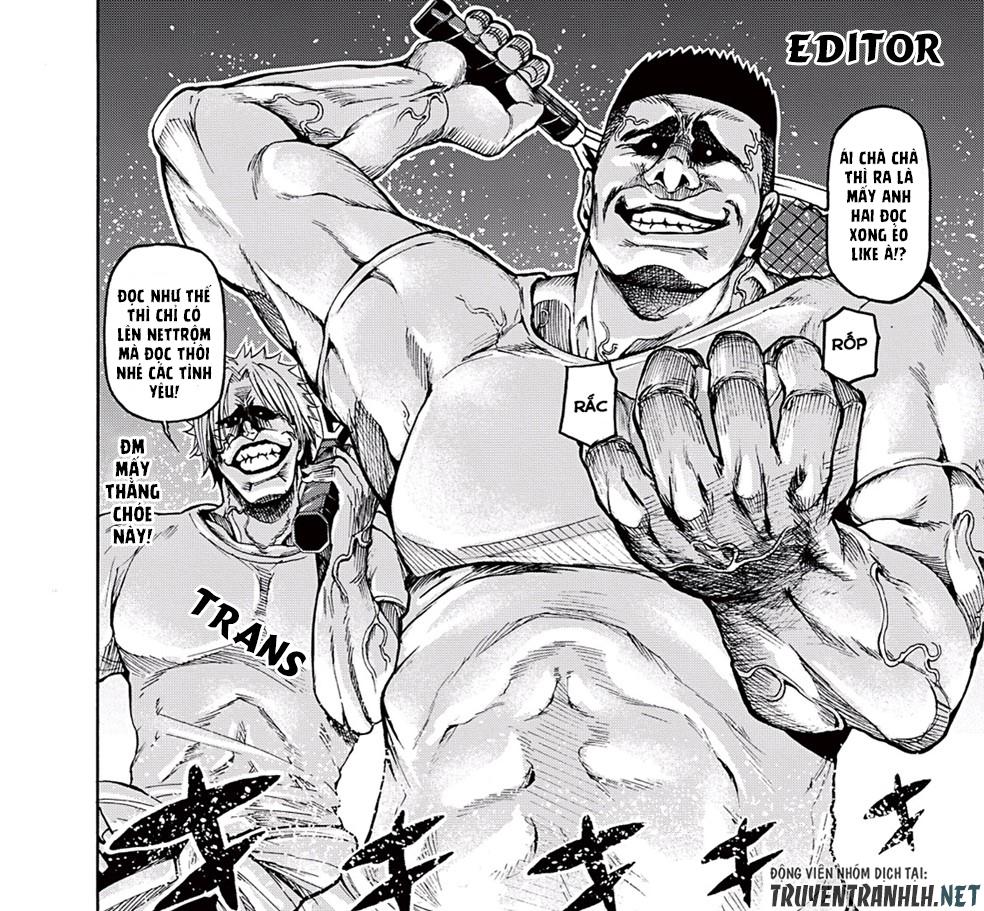 EDITOR
ÁI CHÀ CHÀ
THÌ RA LÀ
MẤY ANH
HAI ĐỌC
XONG ÉO
LIKE À!?
RỐP
RẮC
ĐỌC NHƯ THẾ
THÌ CHỈ CÓ
LÊN NETTRỘM
MÀ ĐỌC THÔI
NHÉ CÁC TÌNH
YÊU!
ĐM
MẤY
THẰNG
CHÓE
NÀY!
TRANS
ĐỘNG VIÊN NHÓM DỊCH TẠI:
TRUYENTRANHLH.NET